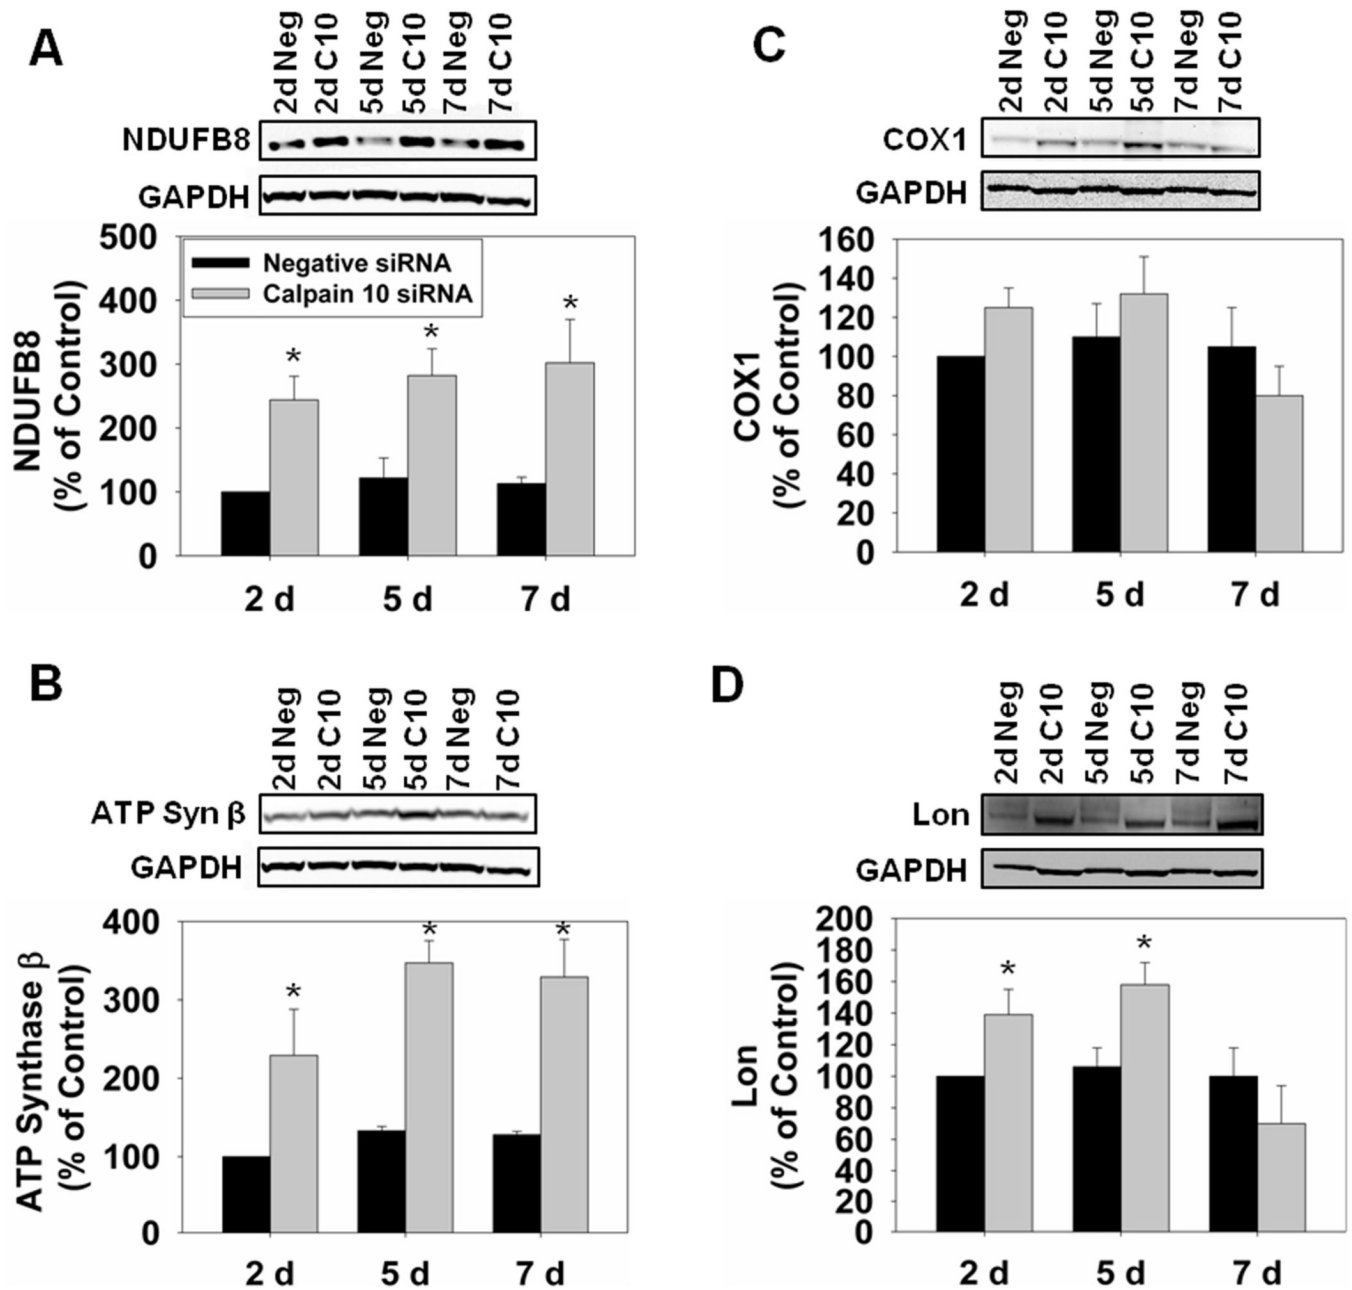 A
2d Neg
2d C10
5d Neg
5d C10
7d Neg
7d C10
NDUFB8
GAPDH
NDUFB8
(% of Control)
500
400
300
200
100
0
Negative siRNA
Calpain 10 siRNA
*
*
*
2 d
5 d
7 d
C
2d Neg
2d C10
5d Neg
5d C10
7d Neg
7d C10
COX1
GAPDH
COX1
(% of Control)
160
140
120
100
80
60
40
20
0
2 d
5 d
7 d
B
2d Neg
2d C10
5d Neg
5d C10
7d Neg
7d C10
ATP Syn β
GAPDH
ATP Synthase β
(% of Control)
400
300
200
100
0
*
*
*
2 d
5 d
7 d
D
2d Neg
2d C10
5d Neg
5d C10
7d Neg
7d C10
Lon
GAPDH
Lon
(% of Control)
200
180
160
140
120
100
80
60
40
20
0
*
*
2 d
5 d
7 d